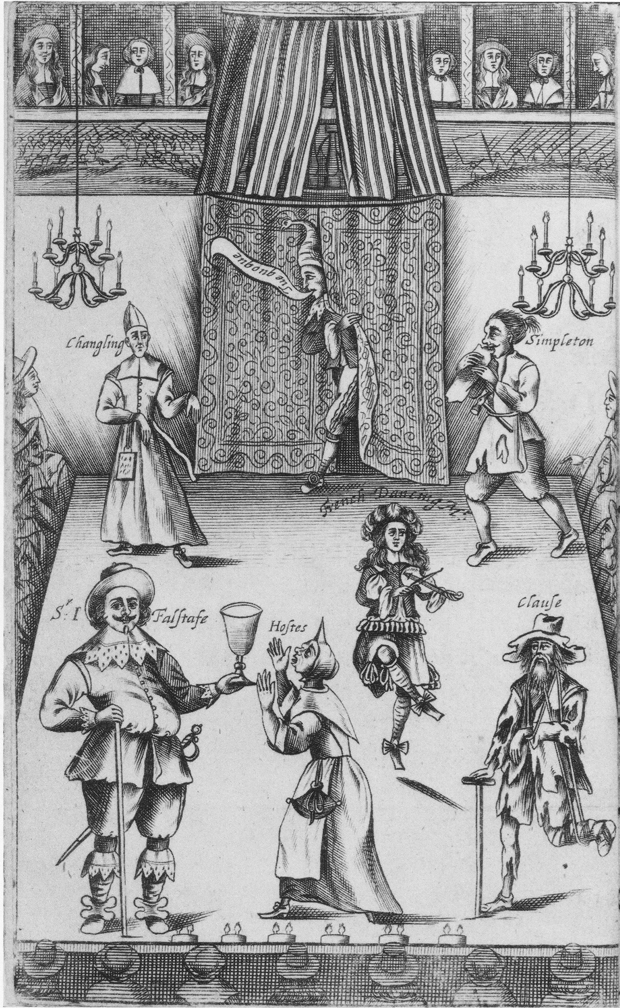 Tu quoque
Changling
Simpleton
French Dancing Mr:
Sr: I Falstafe
Hostes
Clause